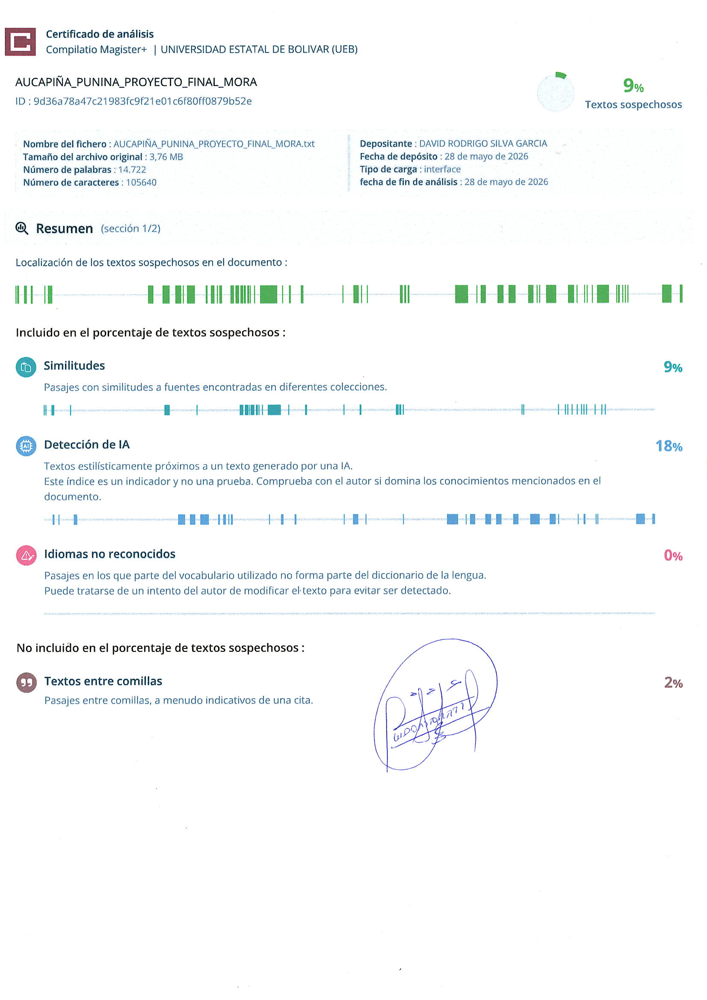 Certificado de análisis
Compilatio Magister+ | UNIVERSIDAD ESTATAL DE BOLIVAR (UEB)
AUCAPIÑA_PUNINA_PROYECTO_FINAL_MORA
ID : 9d36a78a47c21983fc9f21e01c6f80ff0879b52e
9%
Textos sospechosos
Nombre del fichero : AUCAPIÑA_PUNINA_PROYECTO_FINAL_MORA.txt
Tamaño del archivo original : 3,76 MB
Número de palabras : 14.722
Número de caracteres : 105640
Depositante : DAVID RODRIGO SILVA GARCIA
Fecha de depósito : 28 de mayo de 2026
Tipo de carga : interface
fecha de fin de análisis : 28 de mayo de 2026
Resumen (sección 1/2)
Localización de los textos sospechosos en el documento :
Incluido en el porcentaje de textos sospechosos :
Similitudes
9%
Pasajes con similitudes a fuentes encontradas en diferentes colecciones.
AI
Detección de IA
18%
Textos estilísticamente próximos a un texto generado por una IA.
Este índice es un indicador y no una prueba. Comprueba con el autor si domina los conocimientos mencionados en el
documento.
Idiomas no reconocidos
0%
Pasajes en los que parte del vocabulario utilizado no forma parte del diccionario de la lengua.
Puede tratarse de un intento del autor de modificar el texto para evitar ser detectado.
No incluido en el porcentaje de textos sospechosos :
Textos entre comillas
2%
Pasajes entre comillas, a menudo indicativos de una cita.